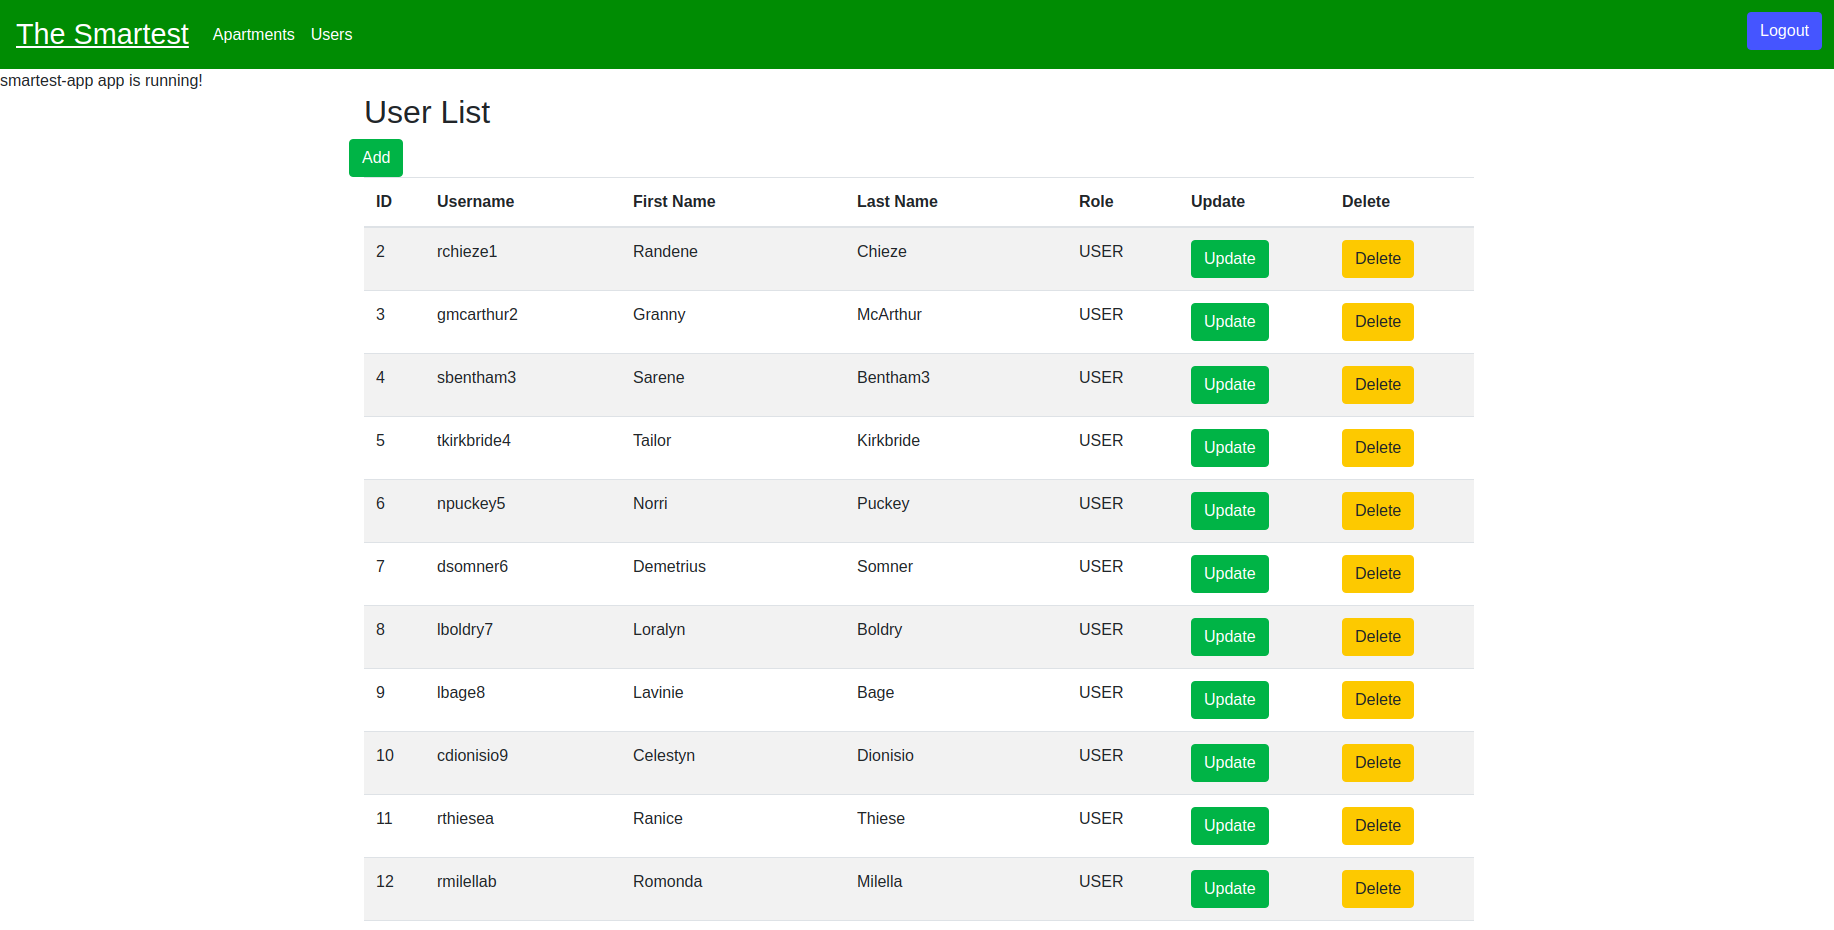 The Smartest Apartments Users Logout
smartest-app app is running!
User List
Add
ID Username First Name Last Name Role Update Delete
2 rchieze1 Randene Chieze USER Update Delete
3 gmcarthur2 Granny McArthur USER Update Delete
4 sbentham3 Sarene Bentham3 USER Update Delete
5 tkirkbride4 Tailor Kirkbride USER Update Delete
6 npuckey5 Norri Puckey USER Update Delete
7 dsomner6 Demetrius Somner USER Update Delete
8 lboldry7 Loralyn Boldry USER Update Delete
9 lbage8 Lavinie Bage USER Update Delete
10 cdionisio9 Celestyn Dionisio USER Update Delete
11 rthiesea Ranice Thiese USER Update Delete
12 rmilellab Romonda Milella USER Update Delete